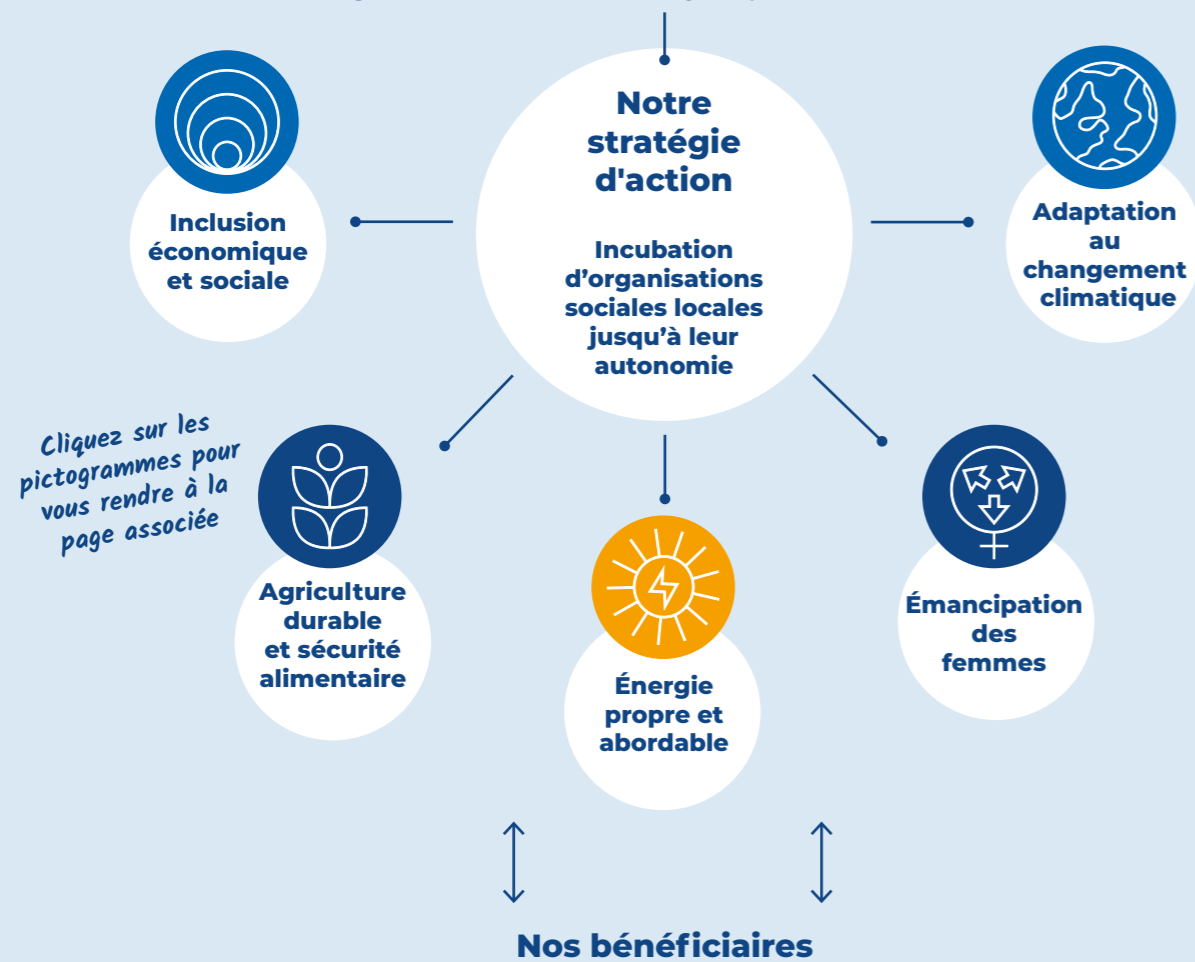 Notre
stratégie
d'action
Incubation
d’organisations
sociales locales
jusqu’à leur
autonomie
Inclusion
économique
et sociale
Adaptation
au
changement
climatique
Cliquez sur les
pictogrammes pour
vous rendre à la
page associée
Agriculture
durable
et sécurité
alimentaire
Énergie
propre et
abordable
Émancipation
des
femmes
Nos bénéficiaires